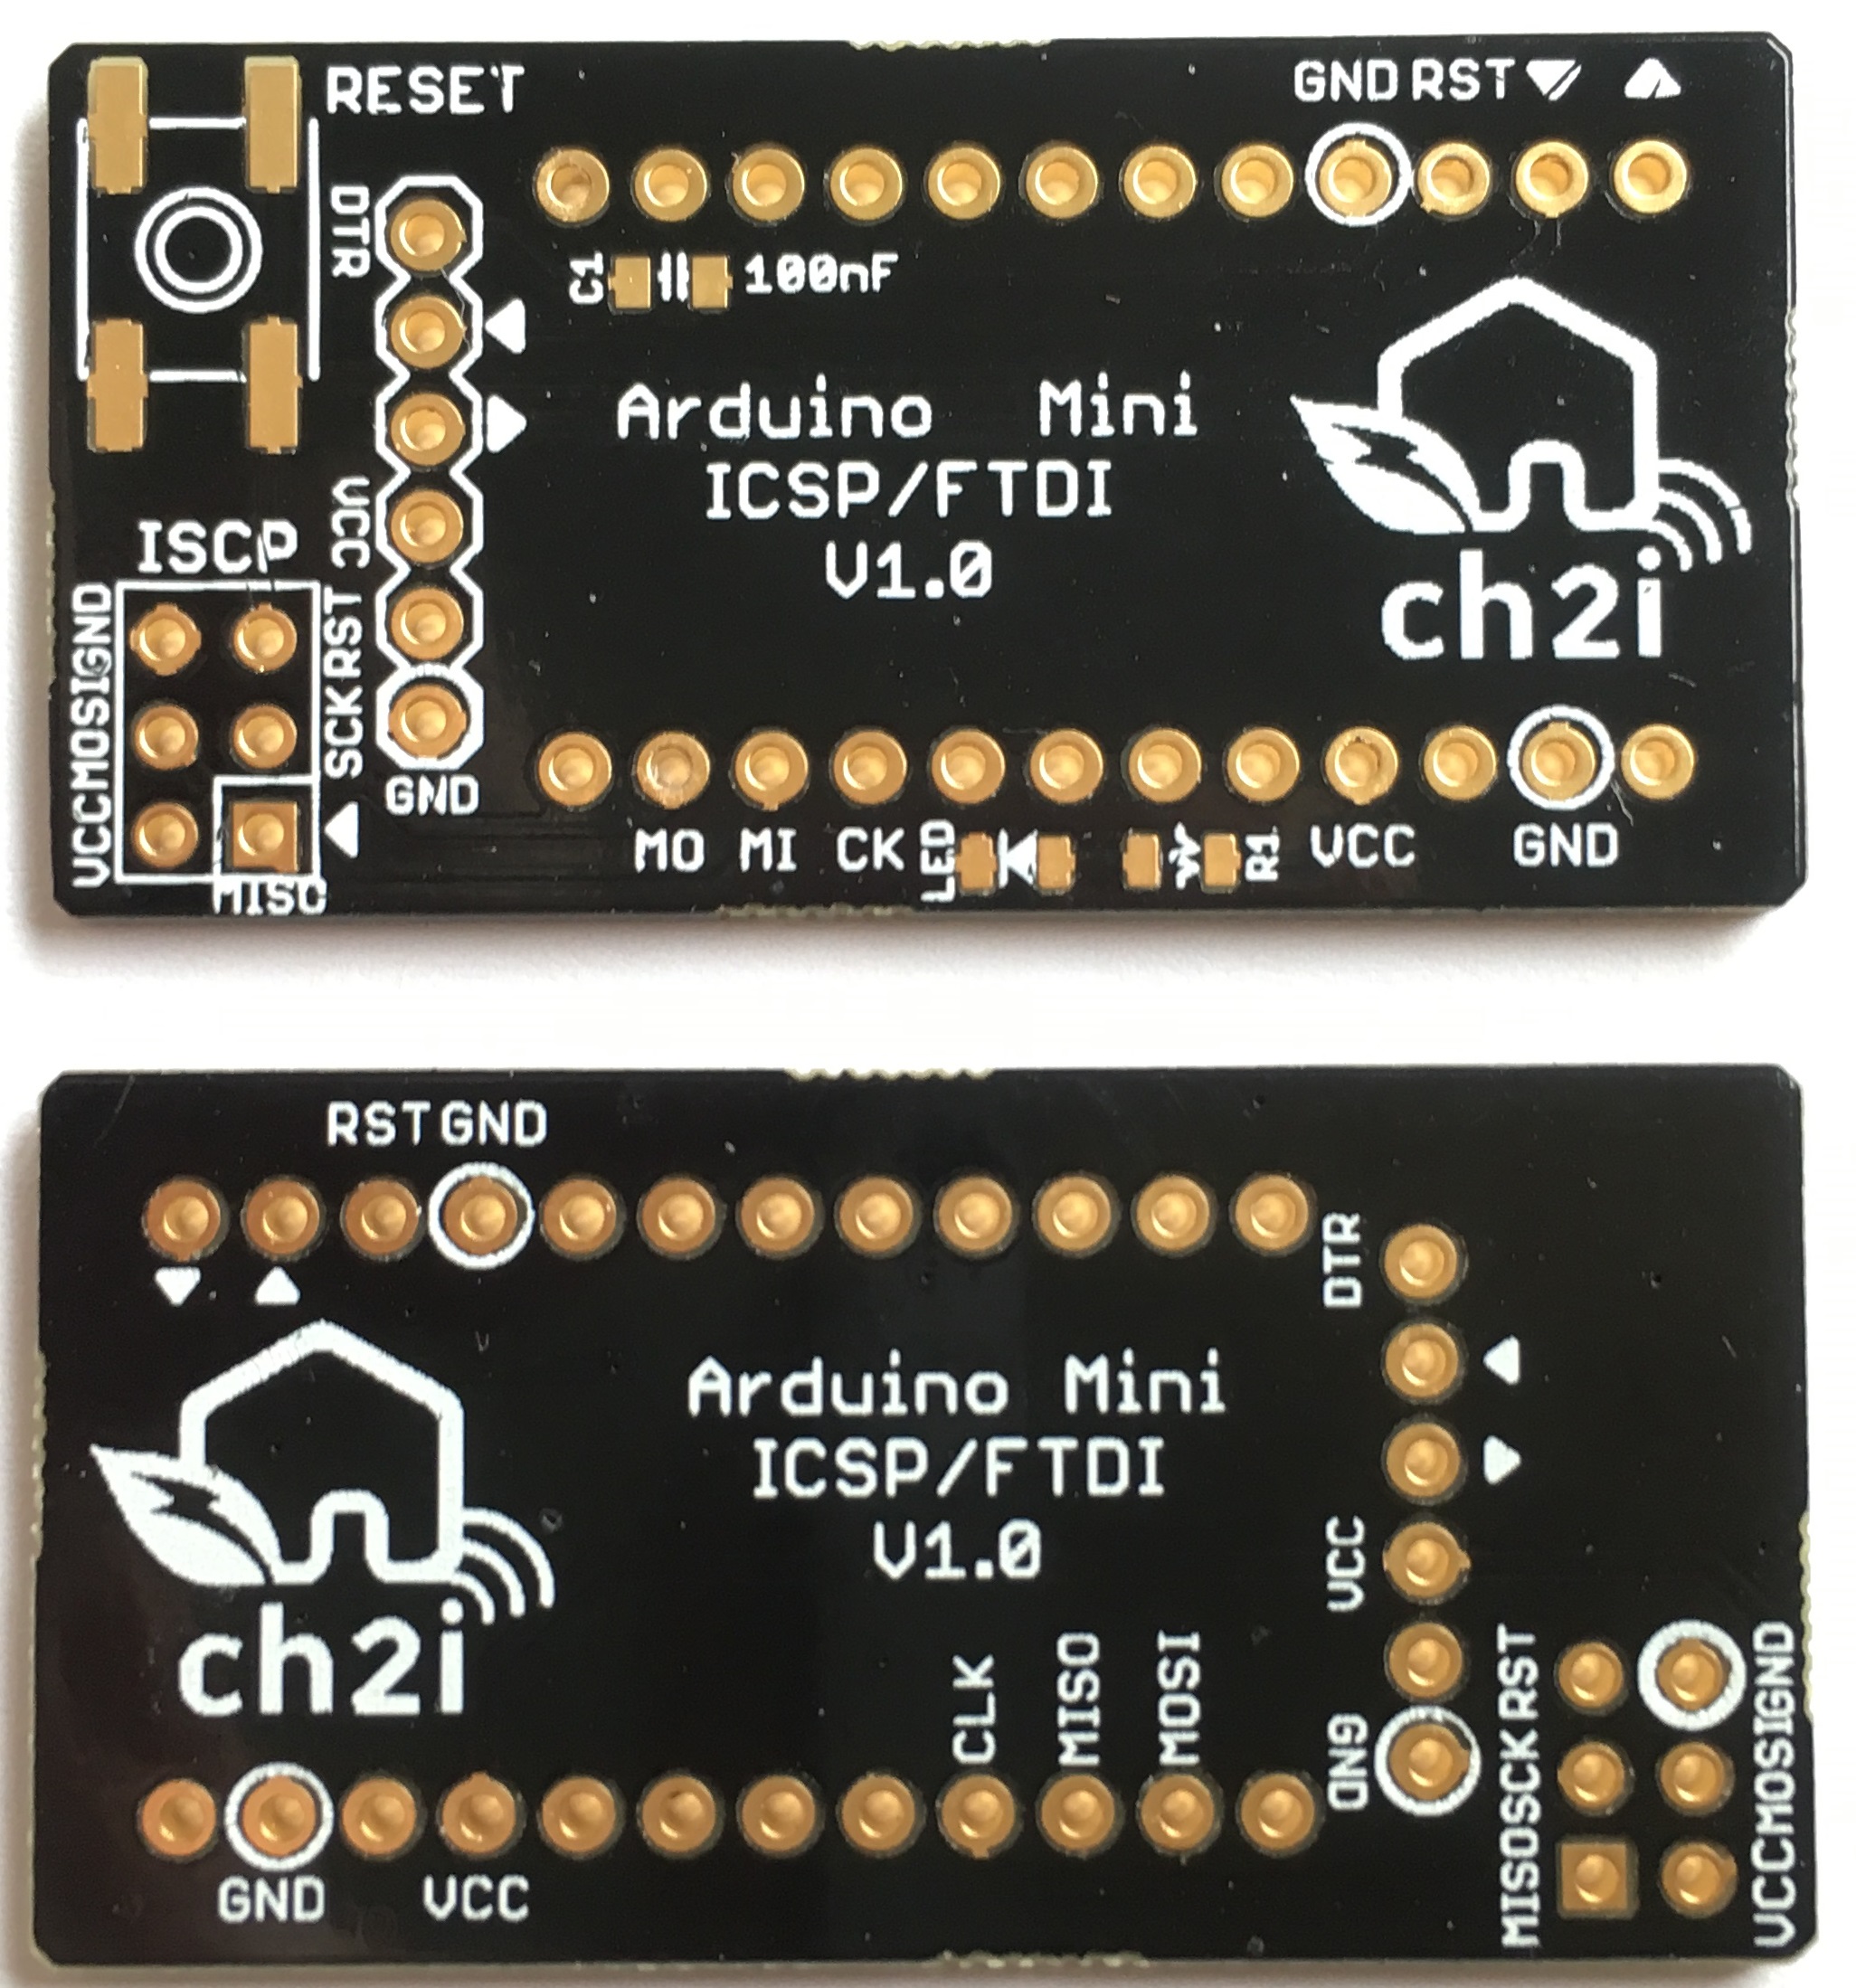 RESET
GND RST
DTR
C1
100nF
Arduino Mini
ICSP/FTDI
V1.0
ch2i
VCC
ISCP
VCCMOSIGND
SCKRST
GND
MISO
MO MI CK
LED
R1
VCC
GND
RST GND
DTR
Arduino Mini
ICSP/FTDI
V1.0
ch2i
VCC
CLK
MISO
MOSI
GND
MISOSCKRST
VCCMOSIGND
GND
VCC